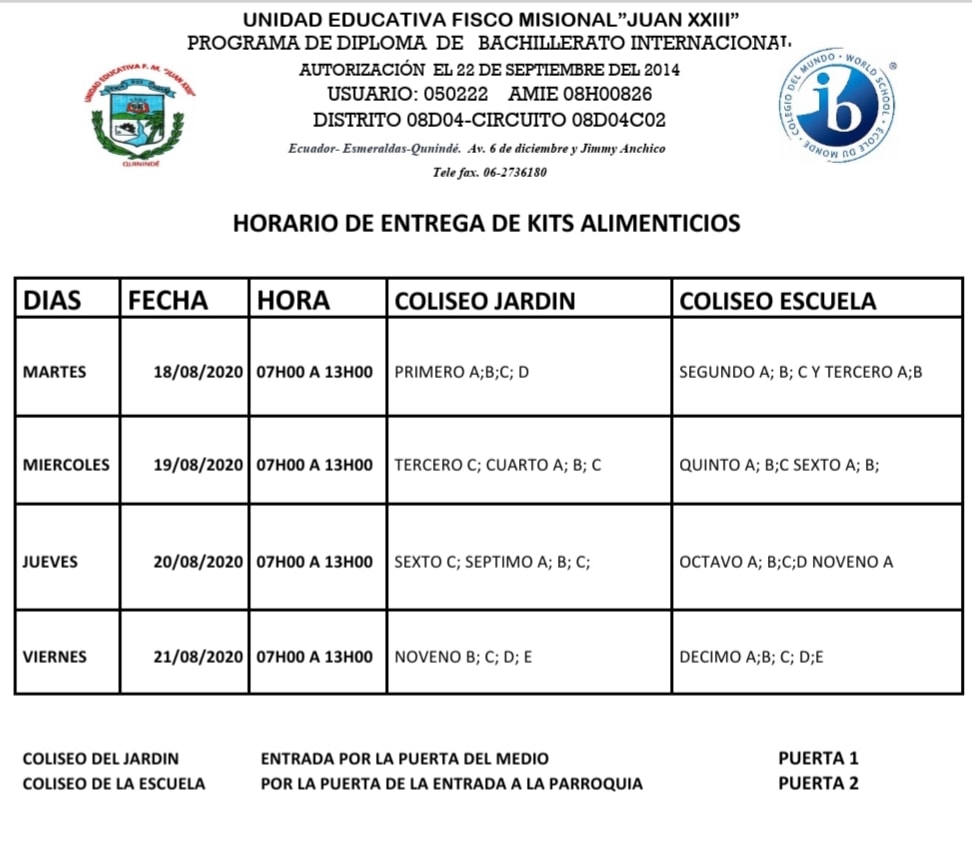 UNIDAD EDUCATIVA FISCO MISIONAL”JUAN XXIII”
PROGRAMA DE DIPLOMA DE BACHILLERATO INTERNACIONAL
AUTORIZACIÓN EL 22 DE SEPTIEMBRE DEL 2014
USUARIO: 050222 AMIE 08H00826
DISTRITO 08D04-CIRCUITO 08D04C02
Ecuador- Esmeraldas-Qunindé. Av. 6 de diciembre y Jimmy Anchico
Tele fax. 06-2736180
UNIDAD EDUCATIVA F. M. "JUAN XXIII"
QUININDÉ
COLEGIO DEL MUNDO · WORLD SCHOOL · ECOLE DU MONDE ·
ib
®
HORARIO DE ENTREGA DE KITS ALIMENTICIOS
DIAS FECHA HORA COLISEO JARDIN COLISEO ESCUELA
MARTES 18/08/2020 07H00 A 13H00 PRIMERO A;B;C; D SEGUNDO A; B; C Y TERCERO A;B
MIERCOLES 19/08/2020 07H00 A 13H00 TERCERO C; CUARTO A; B; C QUINTO A; B;C SEXTO A; B;
JUEVES 20/08/2020 07H00 A 13H00 SEXTO C; SEPTIMO A; B; C; OCTAVO A; B;C;D NOVENO A
VIERNES 21/08/2020 07H00 A 13H00 NOVENO B; C; D; E DECIMO A;B; C; D;E
COLISEO DEL JARDIN ENTRADA POR LA PUERTA DEL MEDIO PUERTA 1
COLISEO DE LA ESCUELA POR LA PUERTA DE LA ENTRADA A LA PARROQUIA PUERTA 2